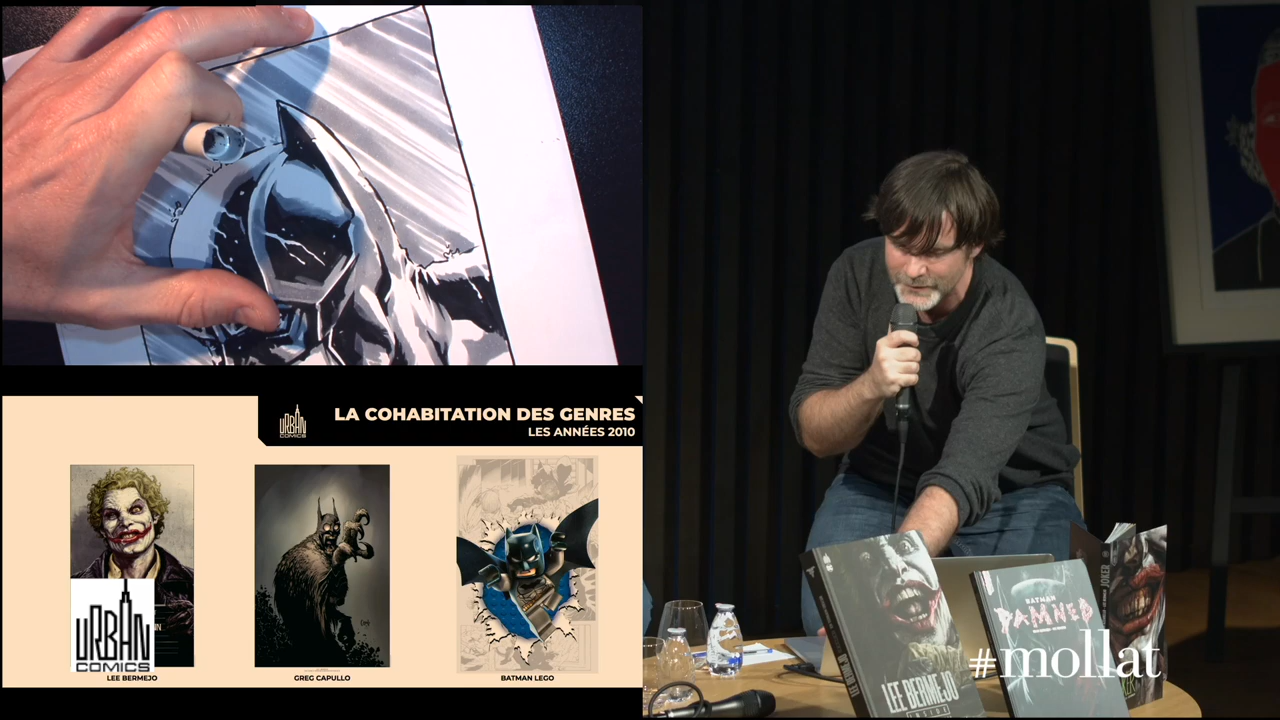 URBAN
COMICS
LA COHABITATION DES GENRES
LES ANNÉES 2010
URBAN
COMICS
LEE BERMEJO
GREG CAPULLO
BATMAN LEGO
LEE BERMEJO
INSIDE
BATMAN
DAMNED
JOKER
#mollat